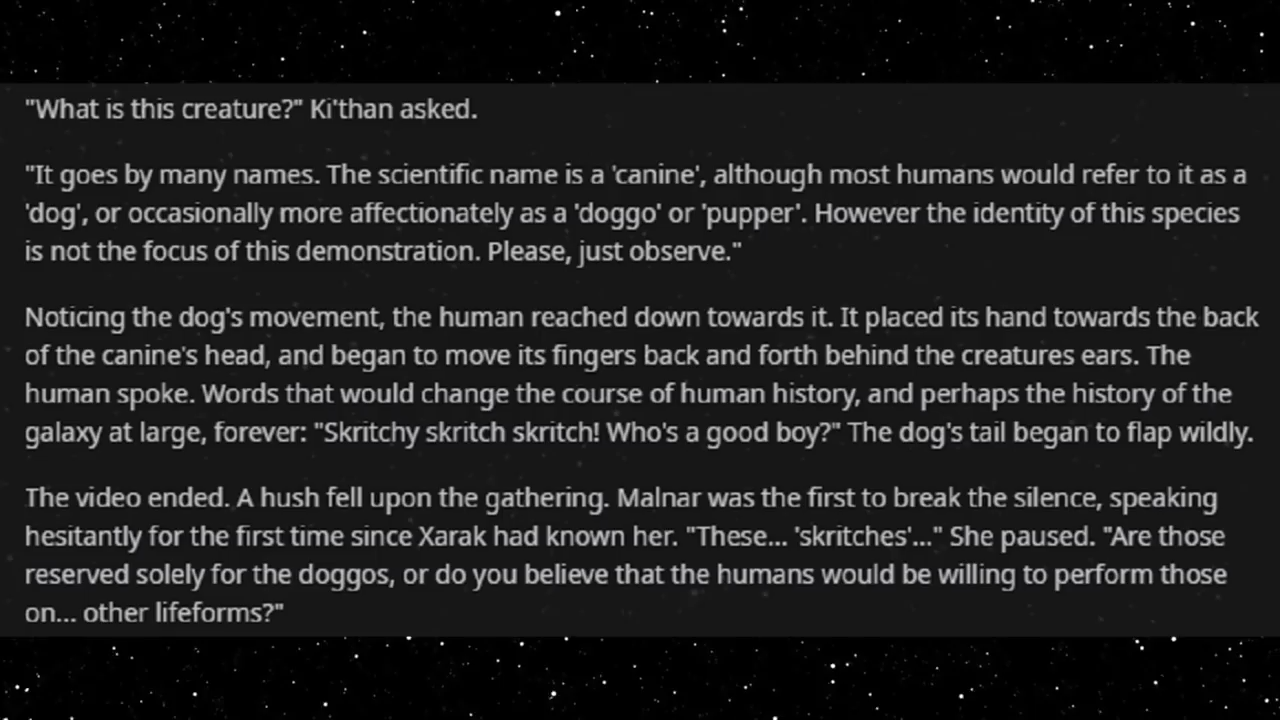 "What is this creature?" Ki'than asked.
"It goes by many names. The scientific name is a 'canine', although most humans would refer to it as a
'dog', or occasionally more affectionately as a 'doggo' or 'pupper'. However the identity of this species
is not the focus of this demonstration. Please, just observe."
Noticing the dog's movement, the human reached down towards it. It placed its hand towards the back
of the canine's head, and began to move its fingers back and forth behind the creatures ears. The
human spoke. Words that would change the course of human history, and perhaps the history of the
galaxy at large, forever: "Skritchy skritch skritch! Who's a good boy?" The dog's tail began to flap wildly.
The video ended. A hush fell upon the gathering. Malnar was the first to break the silence, speaking
hesitantly for the first time since Xarak had known her. "These... 'skritches'..." She paused. "Are those
reserved solely for the doggos, or do you believe that the humans would be willing to perform those
on... other lifeforms?"